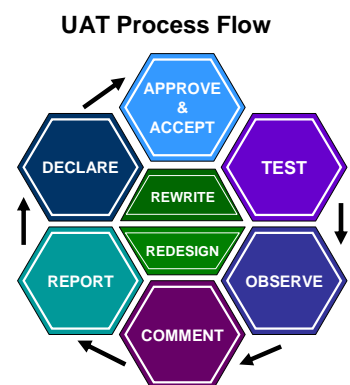 UAT Process Flow
APPROVE
&
ACCEPT
DECLARE
TEST
REWRITE
REDESIGN
REPORT
OBSERVE
COMMENT